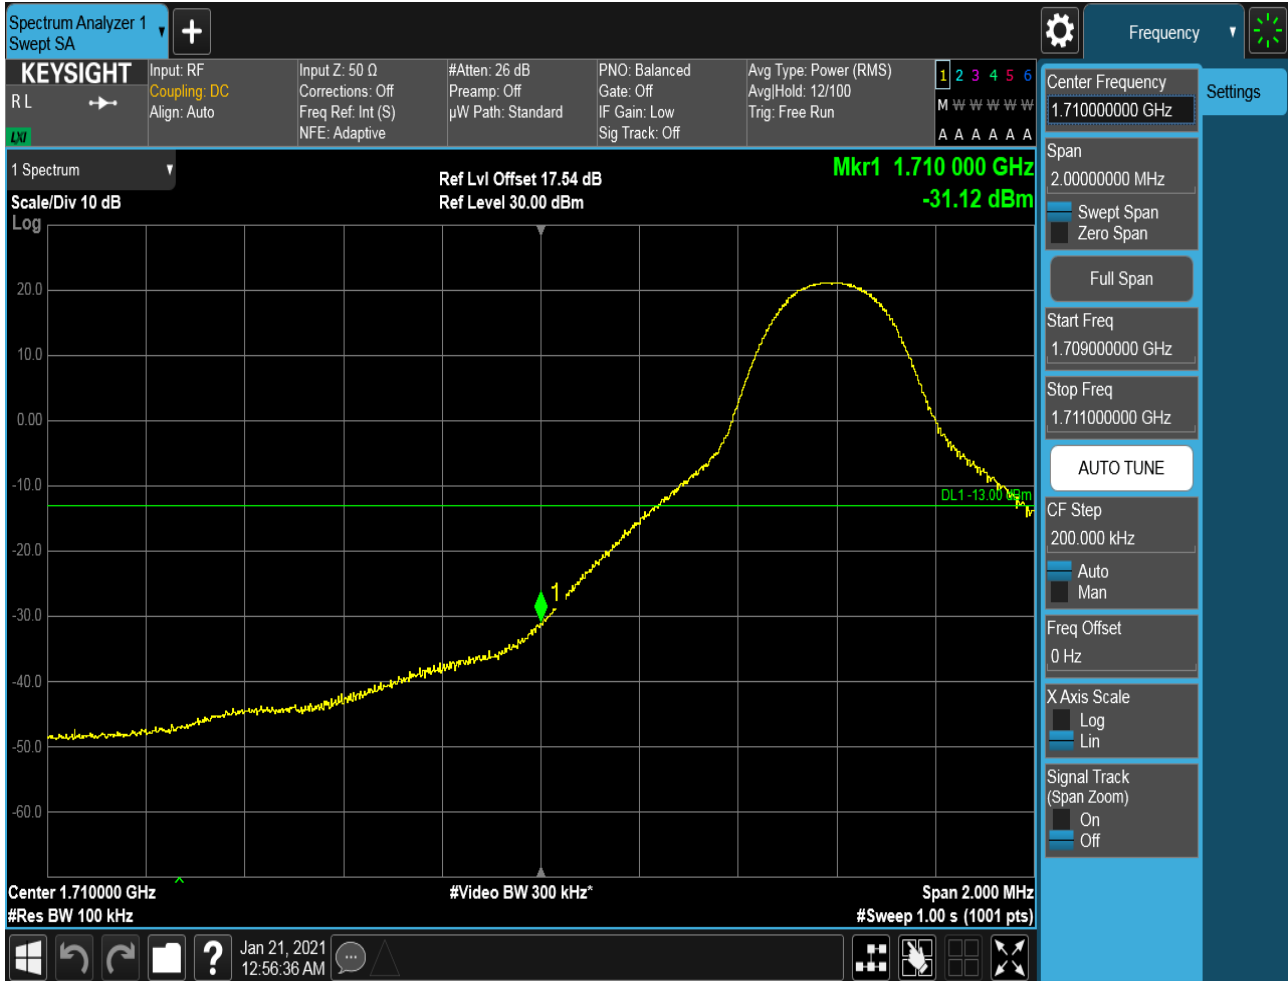 Spectrum Analyzer 1
Swept SA
+
Frequency
KEYSIGHT
R L
LXI
Input: RF
Coupling: DC
Align: Auto
Input Z: 50 Ω
Corrections: Off
Freq Ref: Int (S)
NFE: Adaptive
#Atten: 26 dB
Preamp: Off
µW Path: Standard
PNO: Balanced
Gate: Off
IF Gain: Low
Sig Track: Off
Avg Type: Power (RMS)
Avg|Hold: 12/100
Trig: Free Run
1 2 3 4 5 6
M W W W W W
A A A A A A
1 Spectrum
Scale/Div 10 dB
Log
Ref Lvl Offset 17.54 dB
Ref Level 30.00 dBm
Mkr1 1.710 000 GHz
-31.12 dBm
20.0
10.0
0.00
-10.0
DL1 -13.00 dBm
-20.0
1
-30.0
-40.0
-50.0
-60.0
Center 1.710000 GHz
#Video BW 300 kHz*
Span 2.000 MHz
#Res BW 100 kHz
#Sweep 1.00 s (1001 pts)
Center Frequency
1.710000000 GHz
Settings
Span
2.00000000 MHz
Swept Span
Zero Span
Full Span
Start Freq
1.709000000 GHz
Stop Freq
1.711000000 GHz
AUTO TUNE
CF Step
200.000 kHz
Auto
Man
Freq Offset
0 Hz
X Axis Scale
Log
Lin
Signal Track
(Span Zoom)
On
Off
?
Jan 21, 2021
12:56:36 AM